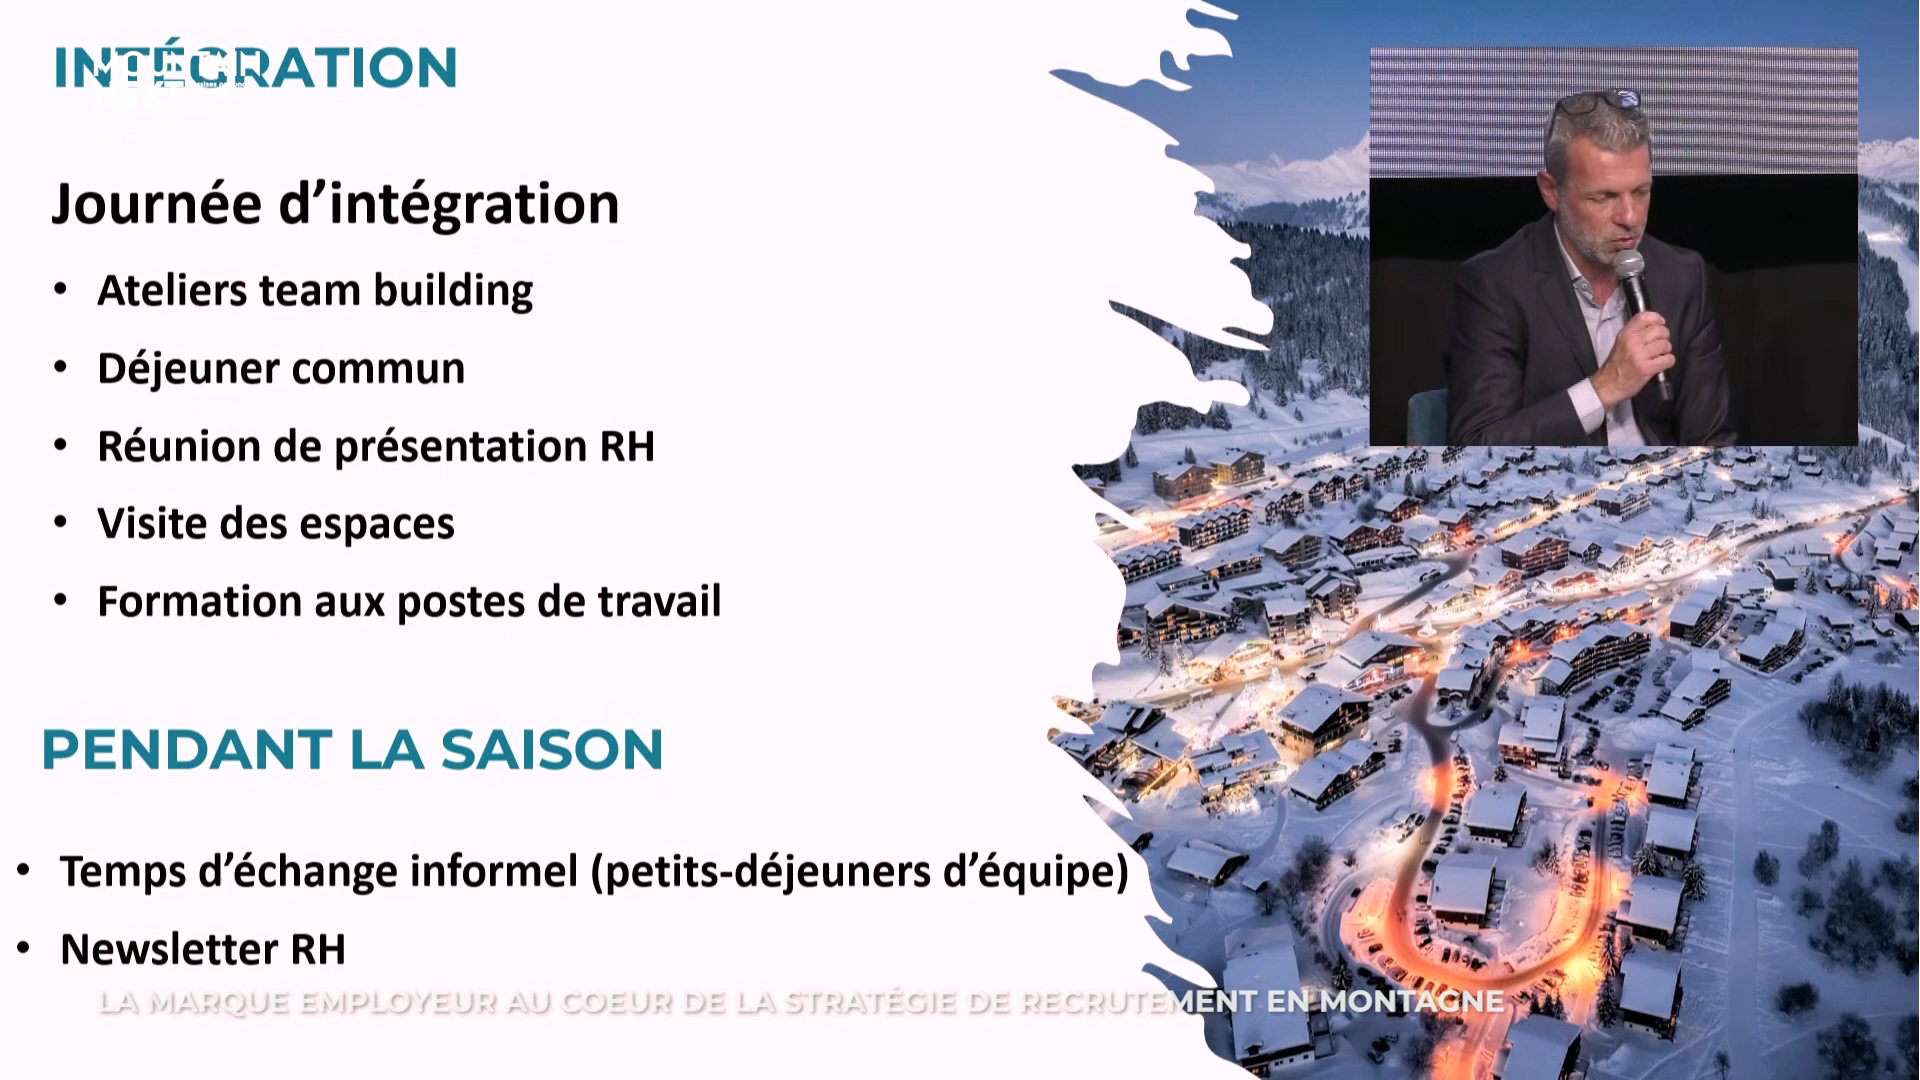 INTÉGRATION
Journée d’intégration
• Ateliers team building
• Déjeuner commun
• Réunion de présentation RH
• Visite des espaces
• Formation aux postes de travail
PENDANT LA SAISON
• Temps d’échange informel (petits-déjeuners d’équipe)
• Newsletter RH
LA MARQUE EMPLOYEUR AU COEUR DE LA STRATÉGIE DE RECRUTEMENT EN MONTAGNE